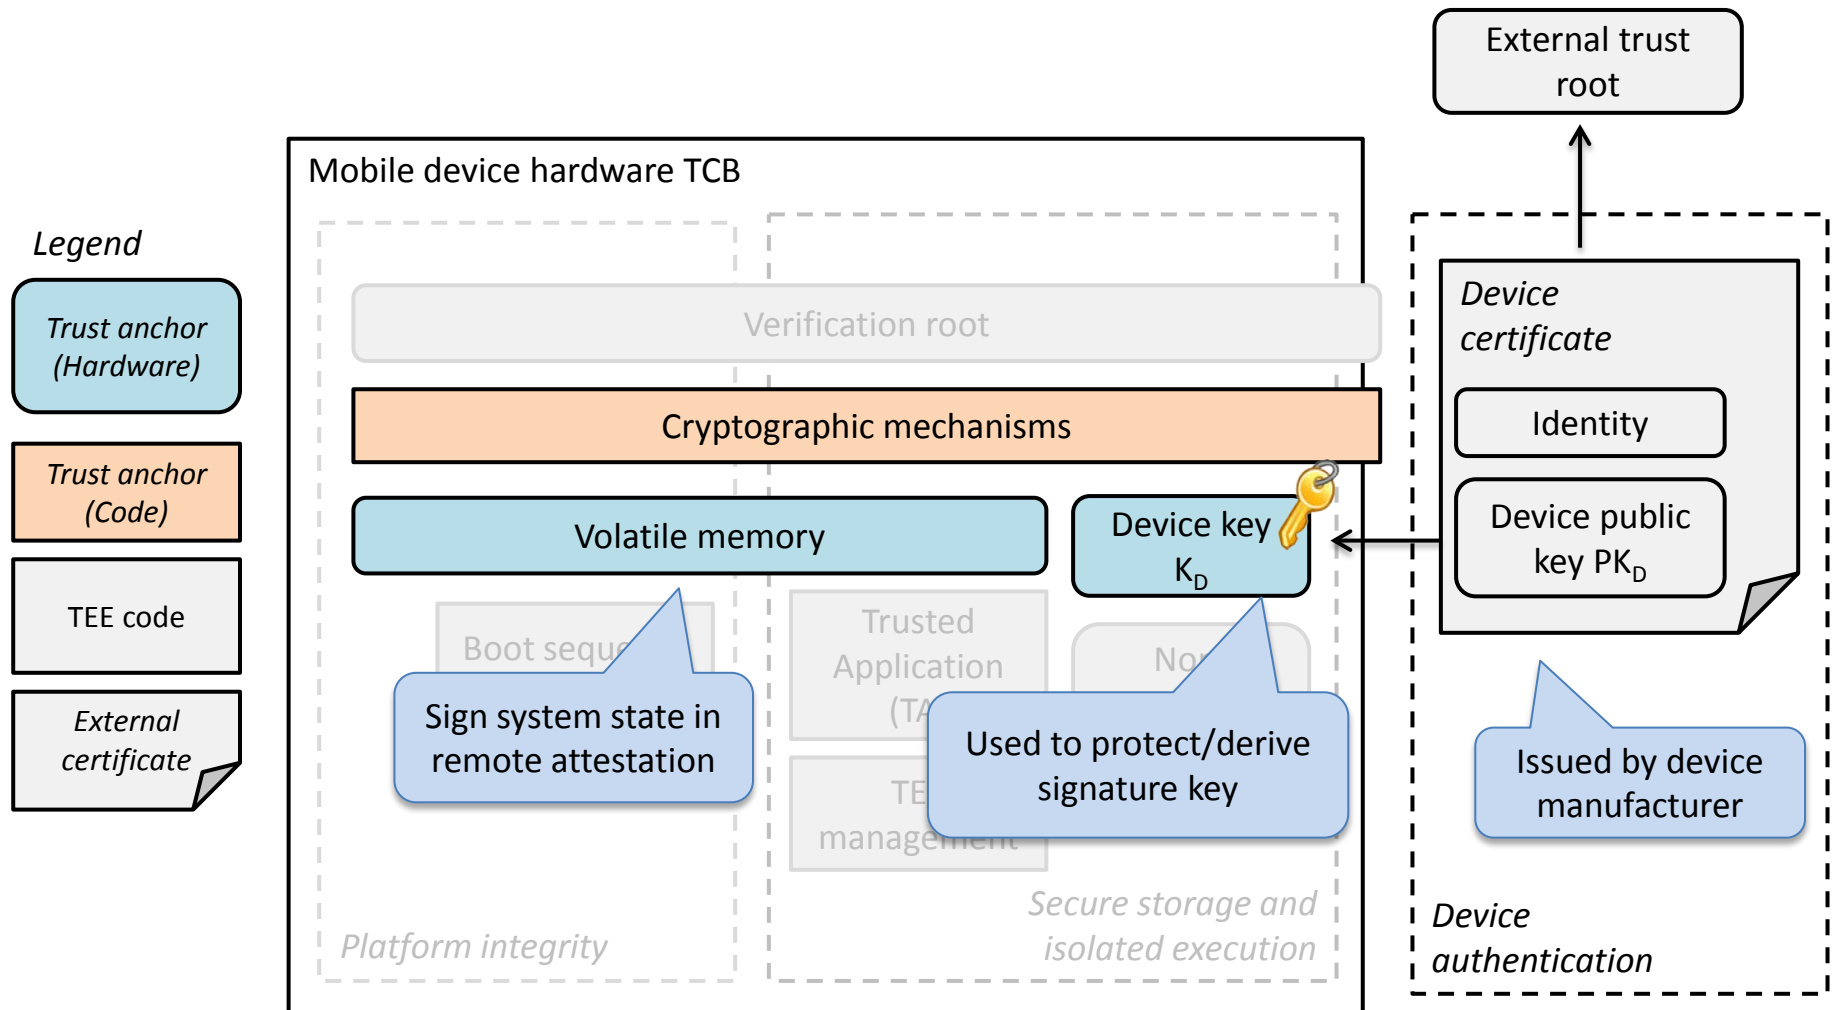 External trust
root
Mobile device hardware TCB
Legend
Trust anchor
(Hardware)
Trust anchor
(Code)
TEE code
External
certificate
Verification root
Cryptographic mechanisms
Volatile memory
Device key
K_D
Boot
Trusted
Application
management
Sign system state in
remote attestation
Used to protect/derive
signature key
Platform integrity
Secure storage and
isolated execution
Device
certificate
Identity
Device public
key PK_D
Issued by device
manufacturer
Device
authentication